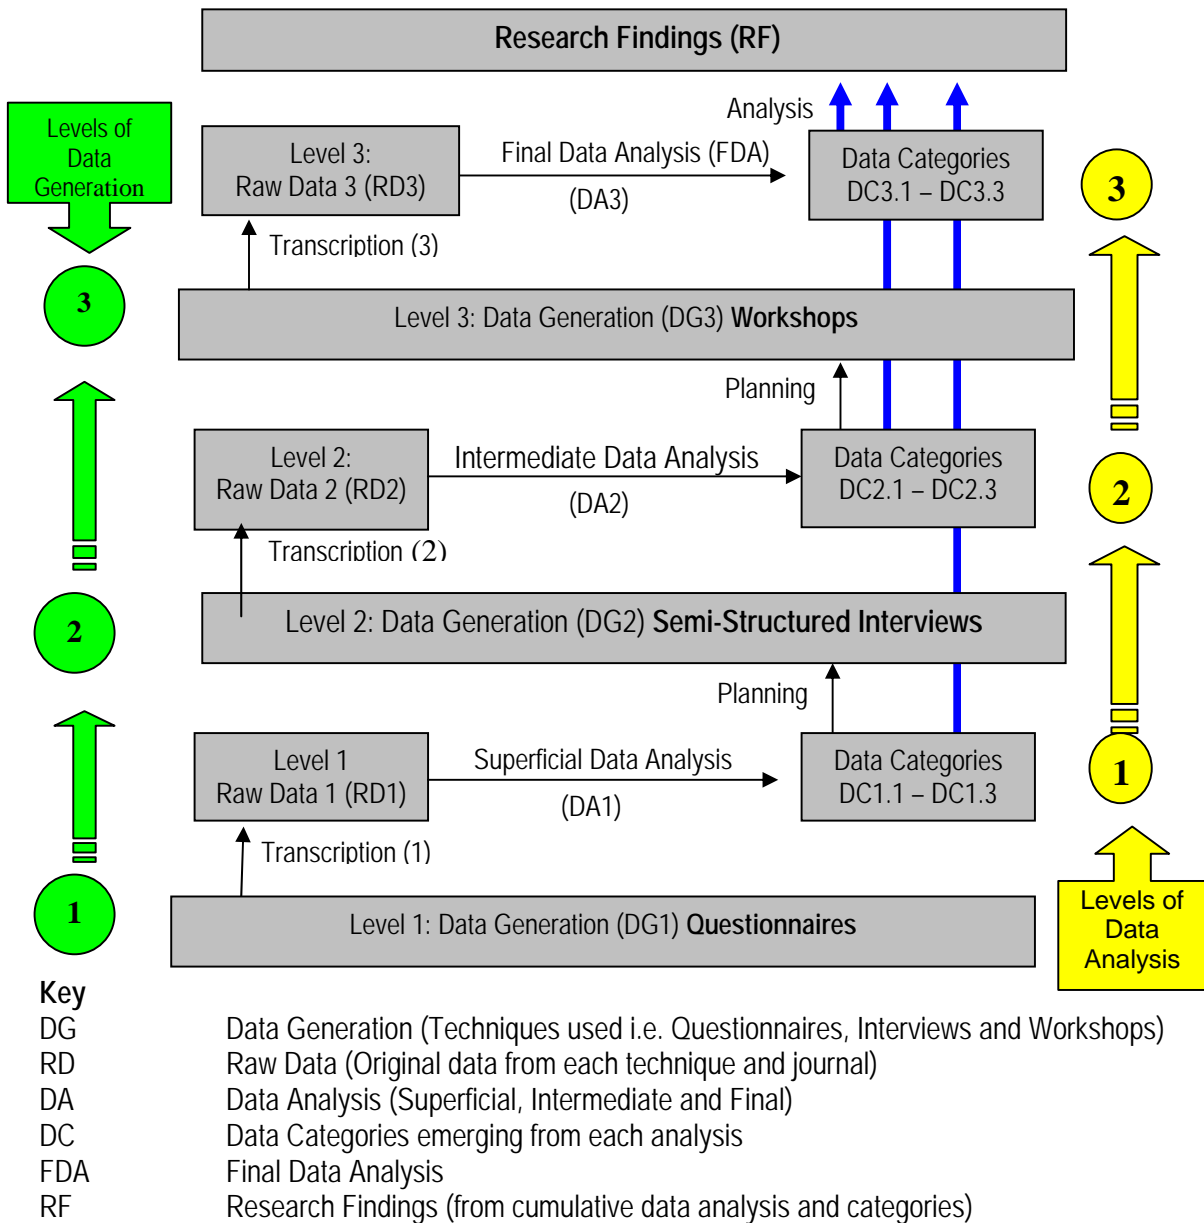 Research Findings (RF)
Analysis
Levels of
Data
Generation
Level 3:
Raw Data 3 (RD3)
Final Data Analysis (FDA)
(DA3)
Data Categories
DC3.1 – DC3.3
3
Transcription (3)
3
Level 3: Data Generation (DG3) Workshops
Planning
Level 2:
Raw Data 2 (RD2)
Intermediate Data Analysis
(DA2)
Data Categories
DC2.1 – DC2.3
2
Transcription (2)
2
Level 2: Data Generation (DG2) Semi-Structured Interviews
Planning
Level 1
Raw Data 1 (RD1)
Superficial Data Analysis
(DA1)
Data Categories
DC1.1 – DC1.3
1
Transcription (1)
1
Level 1: Data Generation (DG1) Questionnaires
Levels of
Data
Analysis
Key
DG Data Generation (Techniques used i.e. Questionnaires, Interviews and Workshops)
RD Raw Data (Original data from each technique and journal)
DA Data Analysis (Superficial, Intermediate and Final)
DC Data Categories emerging from each analysis
FDA Final Data Analysis
RF Research Findings (from cumulative data analysis and categories)